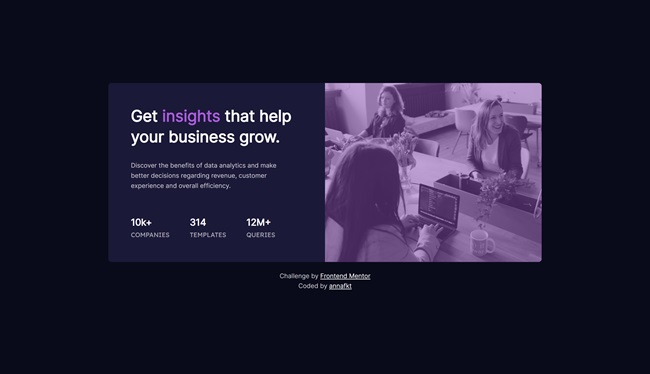 Get insights that help
your business grow.
Discover the benefits of data analytics and make
better decisions regarding revenue, customer
experience and overall efficiency.
10k+ 314 12M+
COMPANIES TEMPLATES QUERIES
Challenge by Frontend Mentor
Coded by annafkt